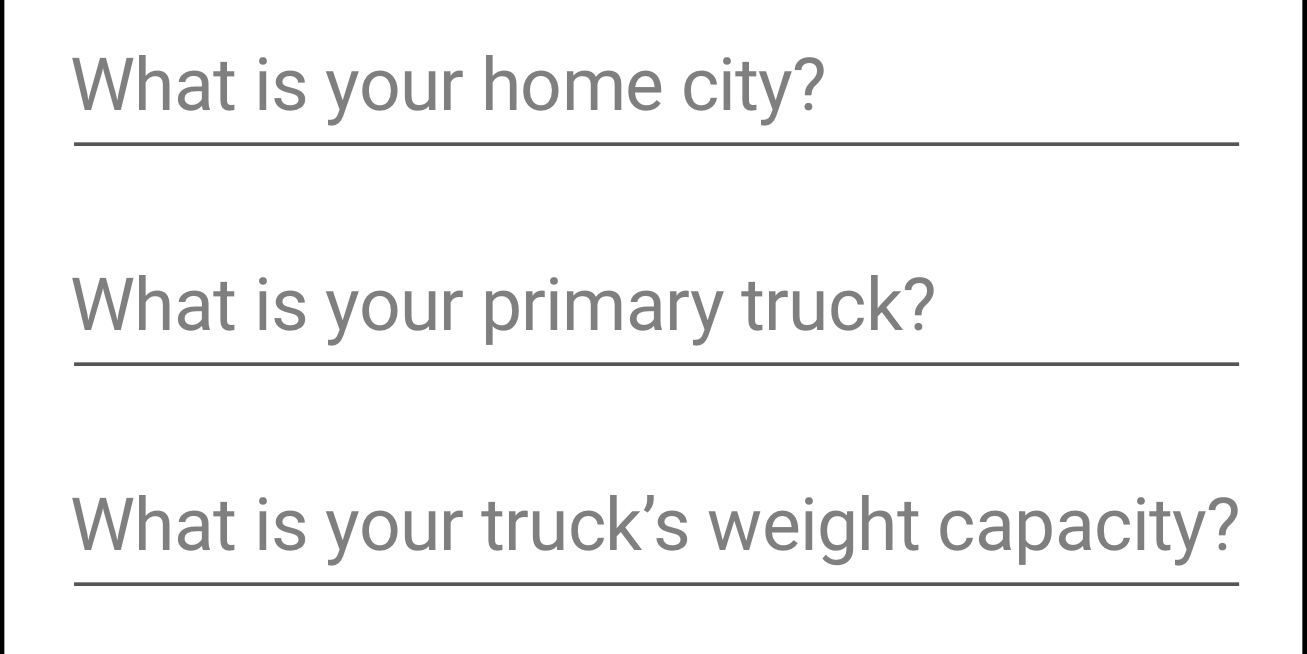 What is your home city?
What is your primary truck?
What is your truck’s weight capacity?